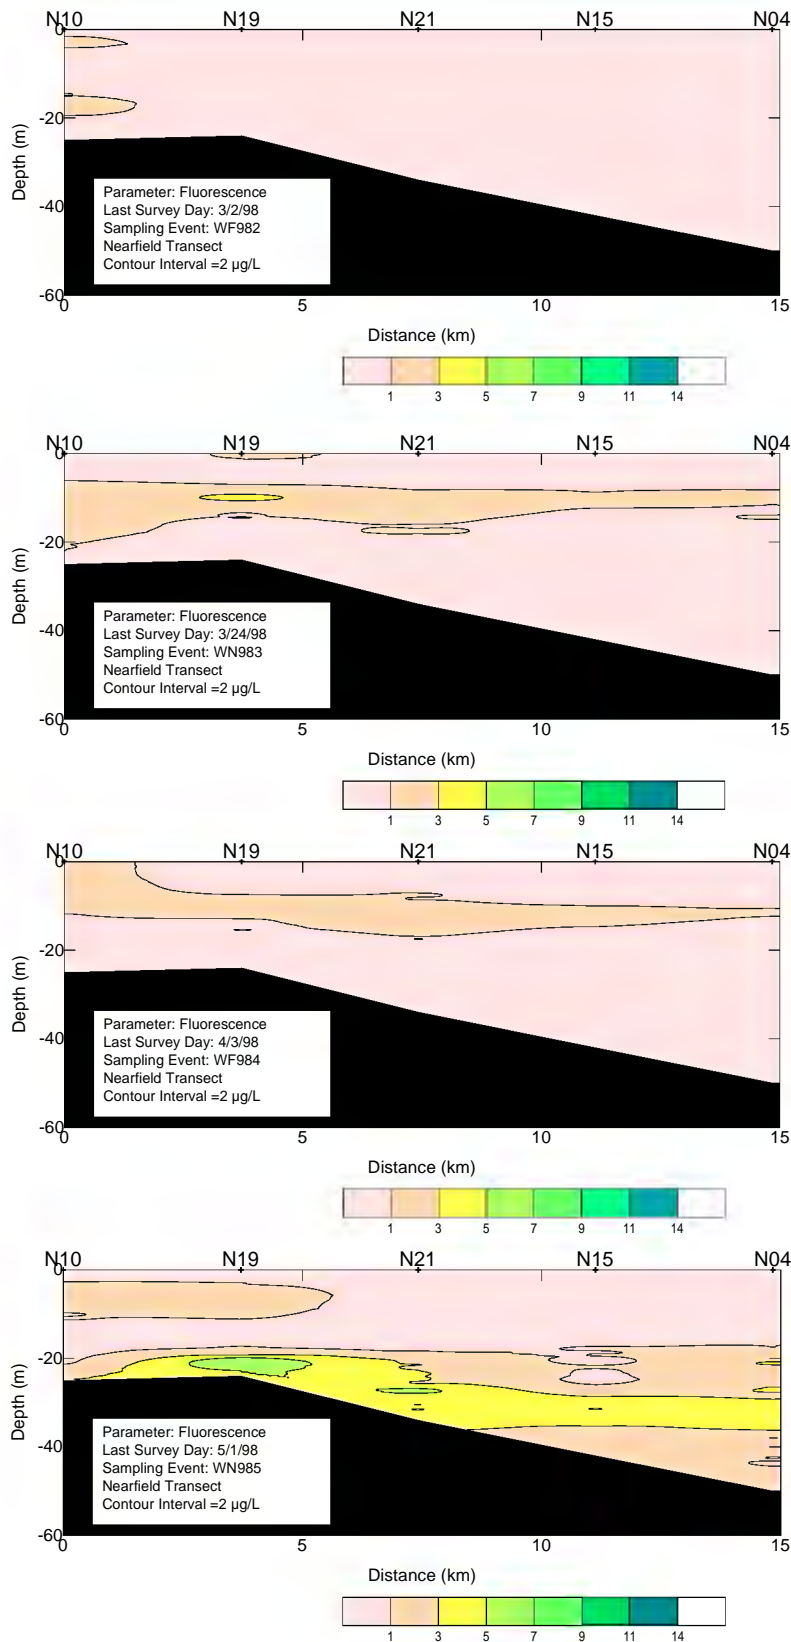 N10 N19 N21 N15 N04
0
-20
-40
-60
Depth (m)
Parameter: Fluorescence
Last Survey Day: 3/2/98
Sampling Event: WF982
Nearfield Transect
Contour Interval =2 µg/L
0 5 10 15
Distance (km)
1 3 5 7 9 11 14
N10 N19 N21 N15 N04
0
-20
-40
-60
Depth (m)
Parameter: Fluorescence
Last Survey Day: 3/24/98
Sampling Event: WN983
Nearfield Transect
Contour Interval =2 µg/L
0 5 10 15
Distance (km)
1 3 5 7 9 11 14
N10 N19 N21 N15 N04
0
-20
-40
-60
Depth (m)
Parameter: Fluorescence
Last Survey Day: 4/3/98
Sampling Event: WF984
Nearfield Transect
Contour Interval =2 µg/L
0 5 10 15
Distance (km)
1 3 5 7 9 11 14
N10 N19 N21 N15 N04
0
-20
-40
-60
Depth (m)
Parameter: Fluorescence
Last Survey Day: 5/1/98
Sampling Event: WN985
Nearfield Transect
Contour Interval =2 µg/L
0 5 10 15
Distance (km)
1 3 5 7 9 11 14